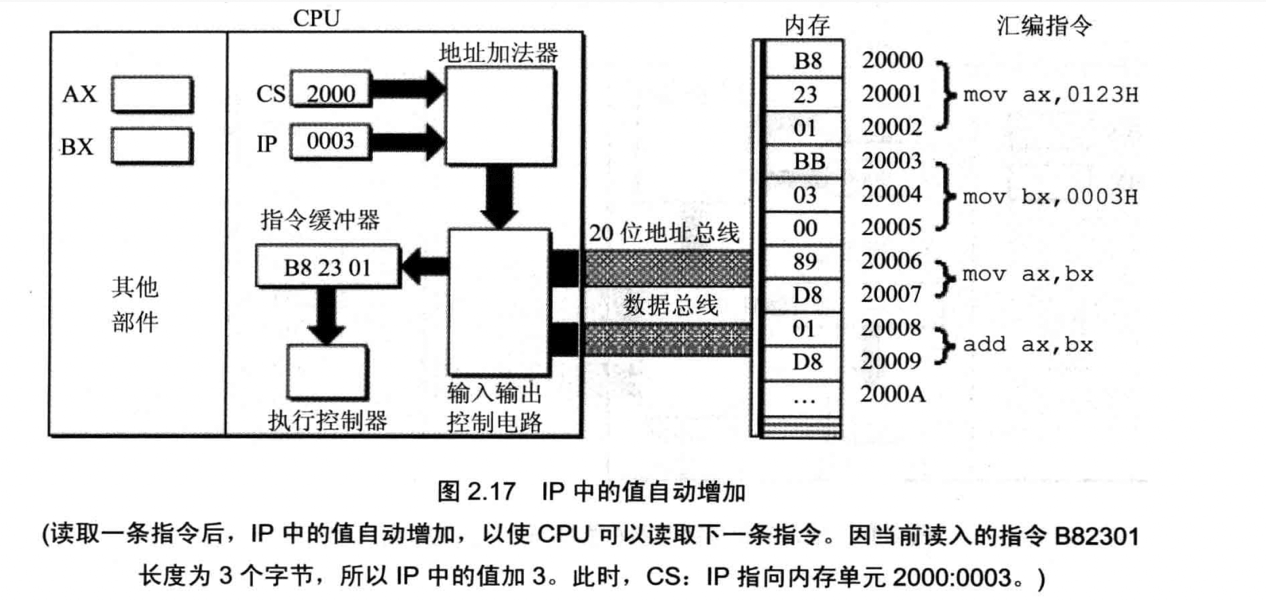 CPU
内存 汇编指令
地址加法器
B8 20000
AX CS 2000 23 20001 mov ax,0123H
01 20002
BX IP 0003
BB 20003
03 20004 mov bx,0003H
指令缓冲器 00 20005
20 位地址总线
B8 23 01 89 20006 mov ax,bx
其他 D8 20007
部件 数据总线
01 20008 add ax,bx
D8 20009
… 2000A
执行控制器
输入输出
控制电路
图 2.17 IP 中的值自动增加
(读取一条指令后，IP 中的值自动增加，以使 CPU 可以读取下一条指令。因当前读入的指令 B82301
长度为 3 个字节，所以 IP 中的值加 3。此时，CS：IP 指向内存单元 2000:0003。)